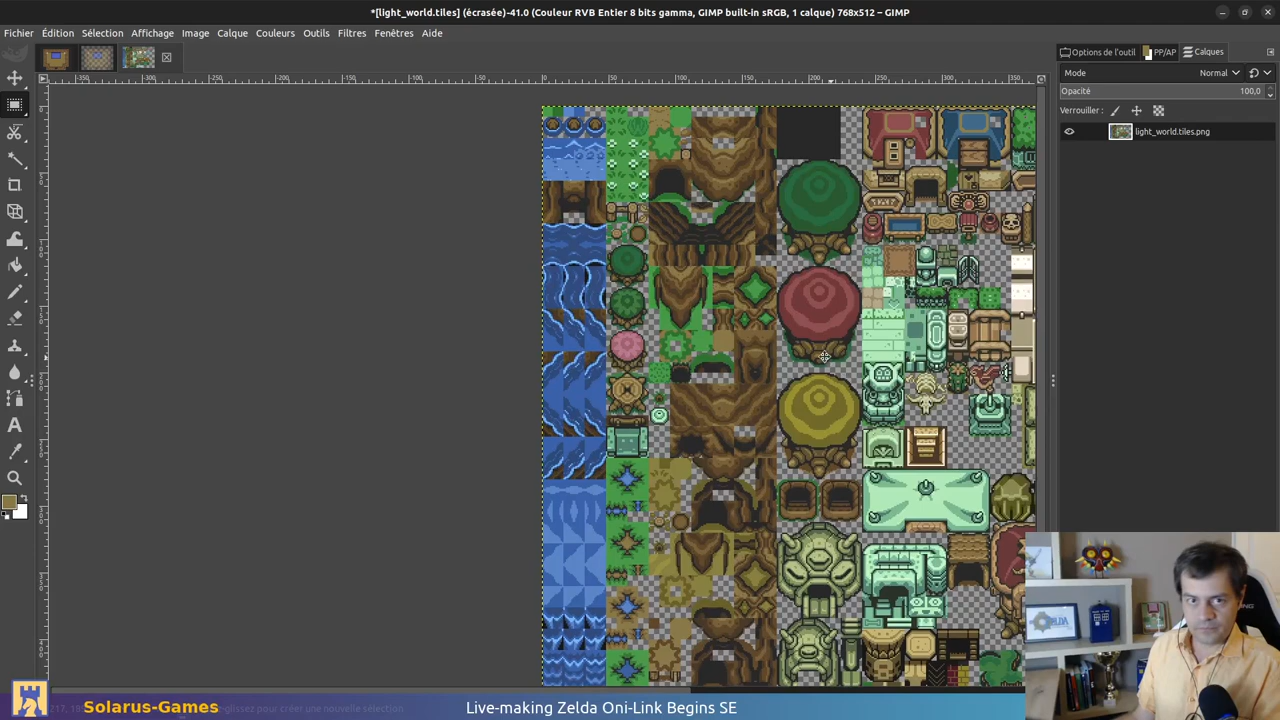 *[light_world.tiles] (écrasée)-41.0 (Couleur RVB Entier 8 bits gamma, GIMP built-in sRGB, 1 calque) 768x512 – GIMP
Fichier Édition Sélection Affichage Image Calque Couleurs Outils Filtres Fenêtres Aide
Options de l'outil PP/AP Calques
Mode Normal
Opacité 100,0
Verrouiller :
light_world.tiles.png
Solarus-Games
Live-making Zelda Oni-Link Begins SE